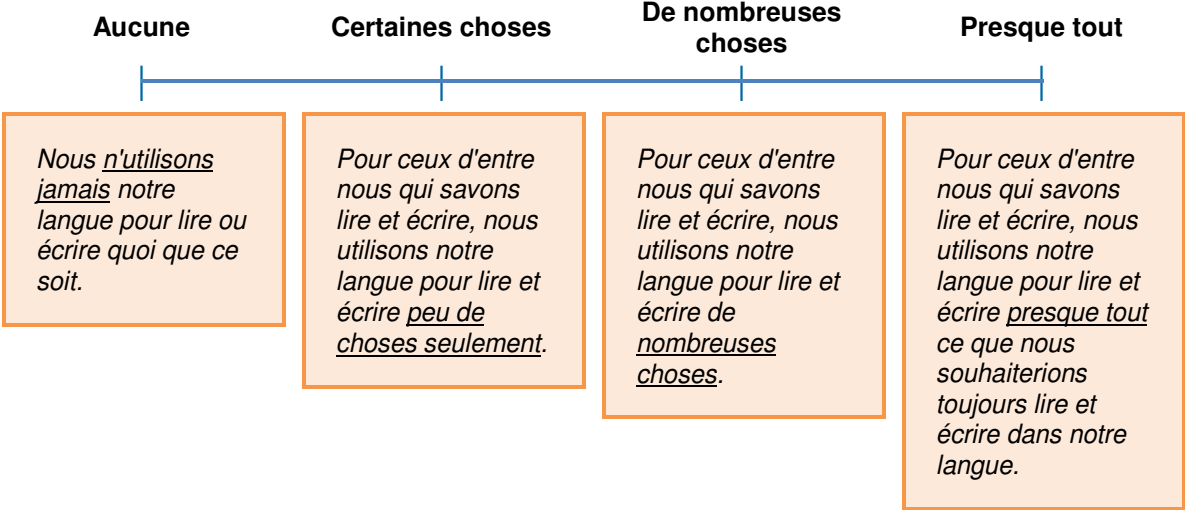 Aucune
Certaines choses
De nombreuses
choses
Presque tout
Nous n'utilisons
jamais notre
langue pour lire ou
écrire quoi que ce
soit.
Pour ceux d'entre
nous qui savons
lire et écrire, nous
utilisons notre
langue pour lire et
écrire peu de
choses seulement.
Pour ceux d'entre
nous qui savons
lire et écrire, nous
utilisons notre
langue pour lire et
écrire de
nombreuses
choses.
Pour ceux d'entre
nous qui savons
lire et écrire, nous
utilisons notre
langue pour lire et
écrire presque tout
ce que nous
souhaiterions
toujours lire et
écrire dans notre
langue.